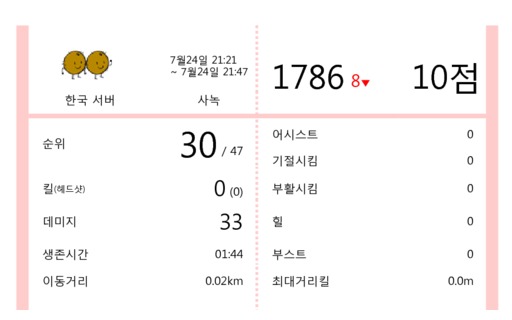 7월24일 21:21
~ 7월24일 21:47
한국 서버
사녹
1786 8▼
10점
순위 30 / 47
킬(헤드샷) 0 (0)
데미지 33
생존시간 01:44
이동거리 0.02km
어시스트 0
기절시킴 0
부활시킴 0
힐 0
부스트 0
최대거리킬 0.0m